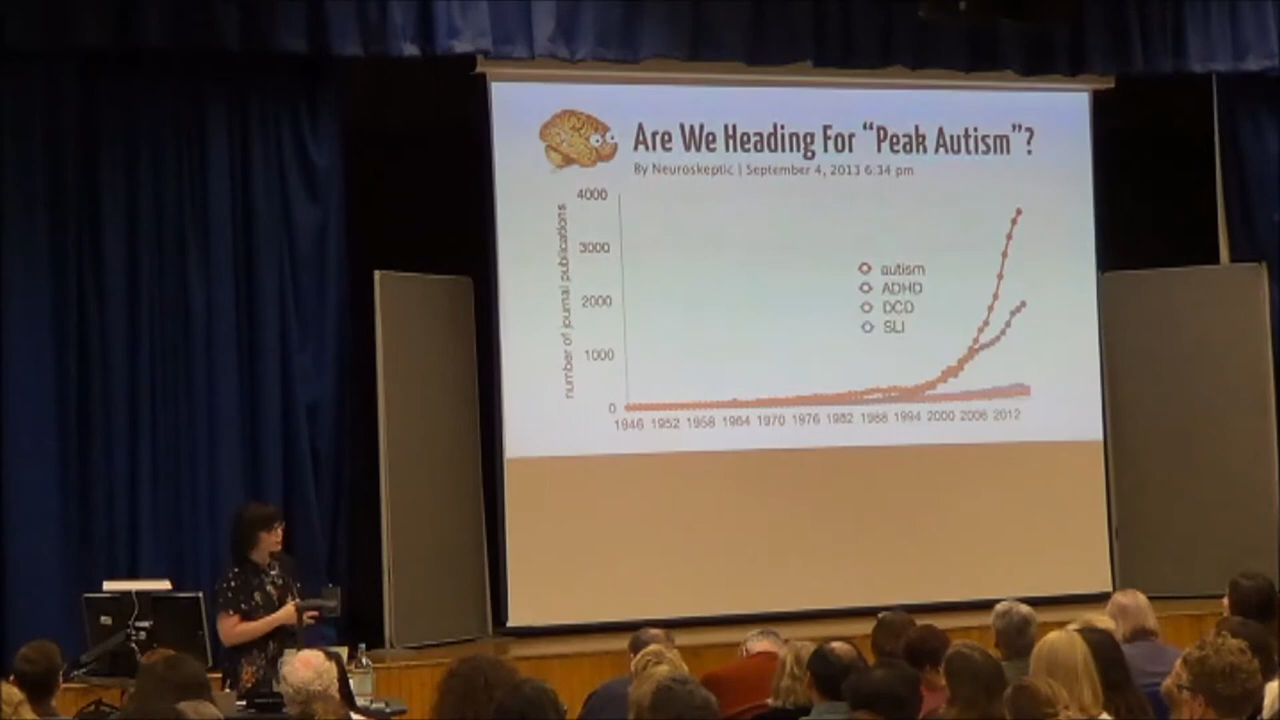 Are We Heading For “Peak Autism”?
By Neuroskeptic | September 4, 2013 6:34 pm
number of journal publications
4000
3000
2000
1000
0
autism
ADHD
DCD
SLI
1946 1952 1958 1964 1970 1976 1982 1988 1994 2000 2006 2012